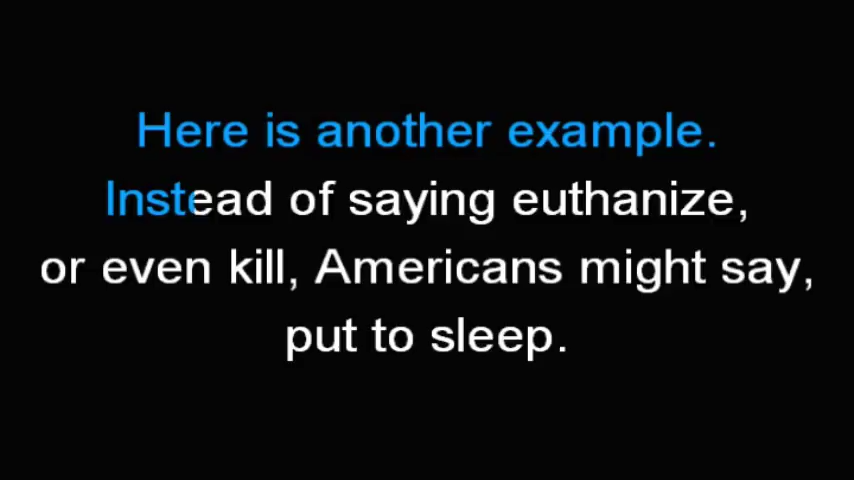 Here is another example.
Instead of saying euthanize,
or even kill, Americans might say,
put to sleep.